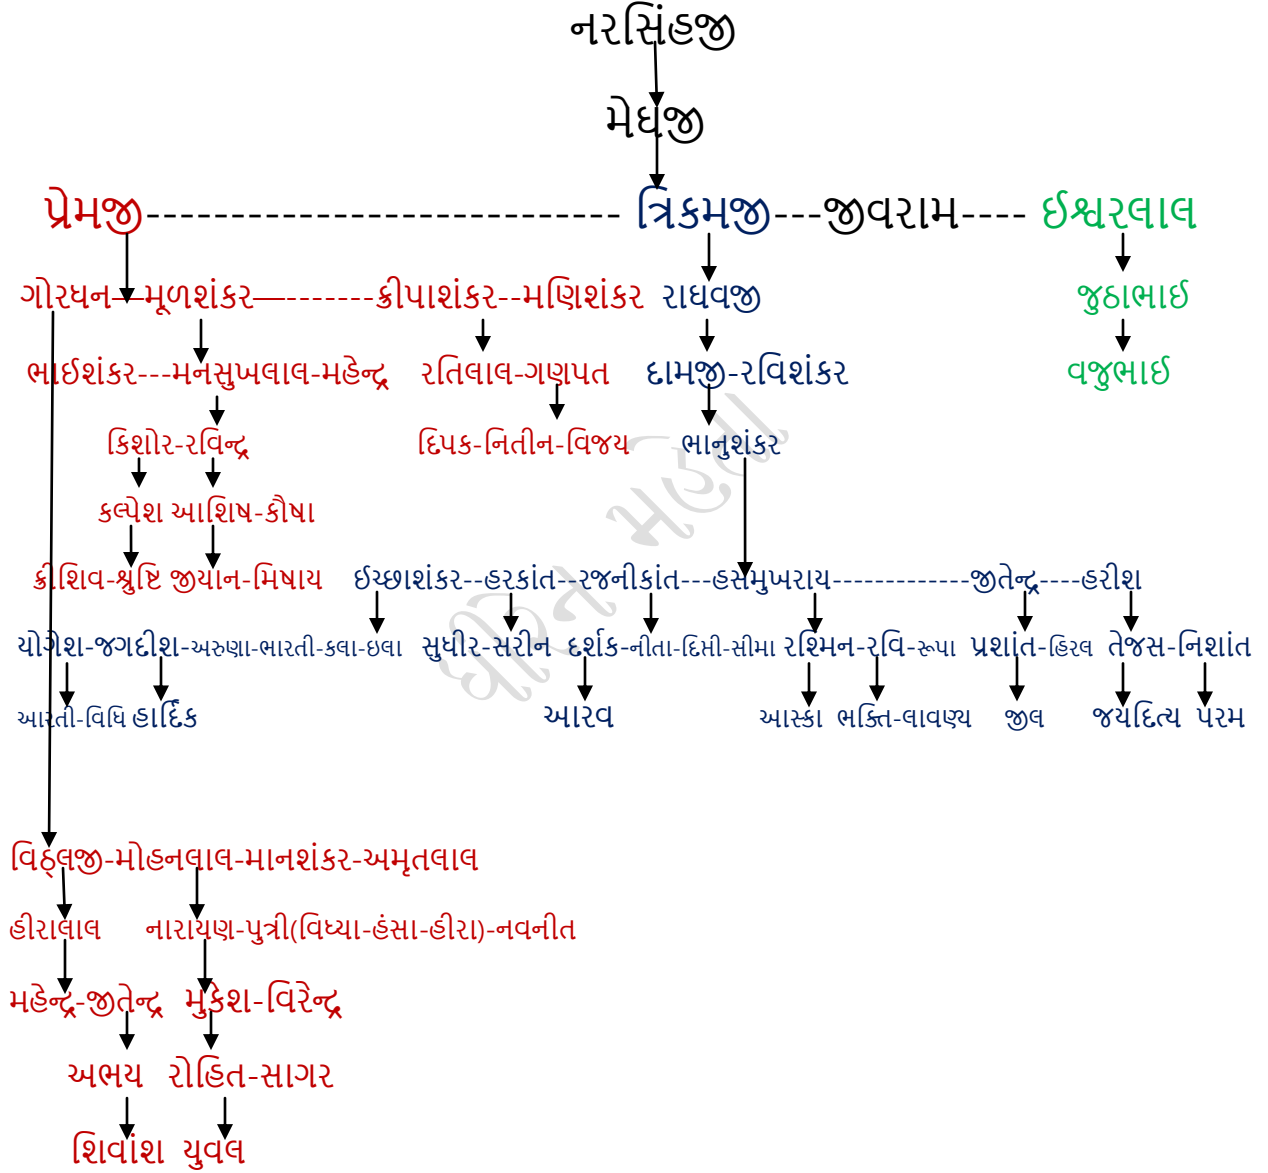 નરસિંહજી
મેઘજી
પ્રેમજી---------------------------- ત્રિકમજી---જીવરામ---- ઈશ્વરલાલ
ગોરધન—મૂળશંકર—-------ક્રીપાશંકર--મણિશંકર રાઘવજી જુઠાભાઈ
ભાઈશંકર---મનસુખલાલ-મહેન્દ્ર રતિલાલ-ગણપત દામજી-રવિશંકર વજુભાઈ
કિશોર-રવિન્દ્ર દિપક-નિતીન-વિજય ભાનુશંકર
કલ્પેશ આશિષ-કૌષા
ક્રીશિવ-શ્રુષ્ટિ જીયાન-મિષાય ઈચ્છાશંકર--હરકાંત--રજનીકાંત---હસમુખરાય-------------જીતેન્દ્ર----હરીશ
યોગેશ-જગદીશ-અરુણા-ભારતી-કલા-ઇલા સુધીર-સરીન દર્શક-નીતા-દિપ્તી-સીમા રશ્મિન-રવિ-રૂપા પ્રશાંત-હિરલ તેજસ-નિશાંત
આરતી-વિધિ હાર્દિક આરવ આસ્કા ભક્તિ-લાવણ્ય જીલ જયદિત્ય પરમ
વિઠ્લજી-મોહનલાલ-માનશંકર-અમૃતલાલ
હીરાલાલ નારાયણ-પુત્રી(વિધ્યા-હંસા-હીરા)-નવનીત
મહેન્દ્ર-જીતેન્દ્ર મુકેશ-વિરેન્દ્ર
અભય રોહિત-સાગર
શિવાંશ યુવલ
ધીરેન મહેતા